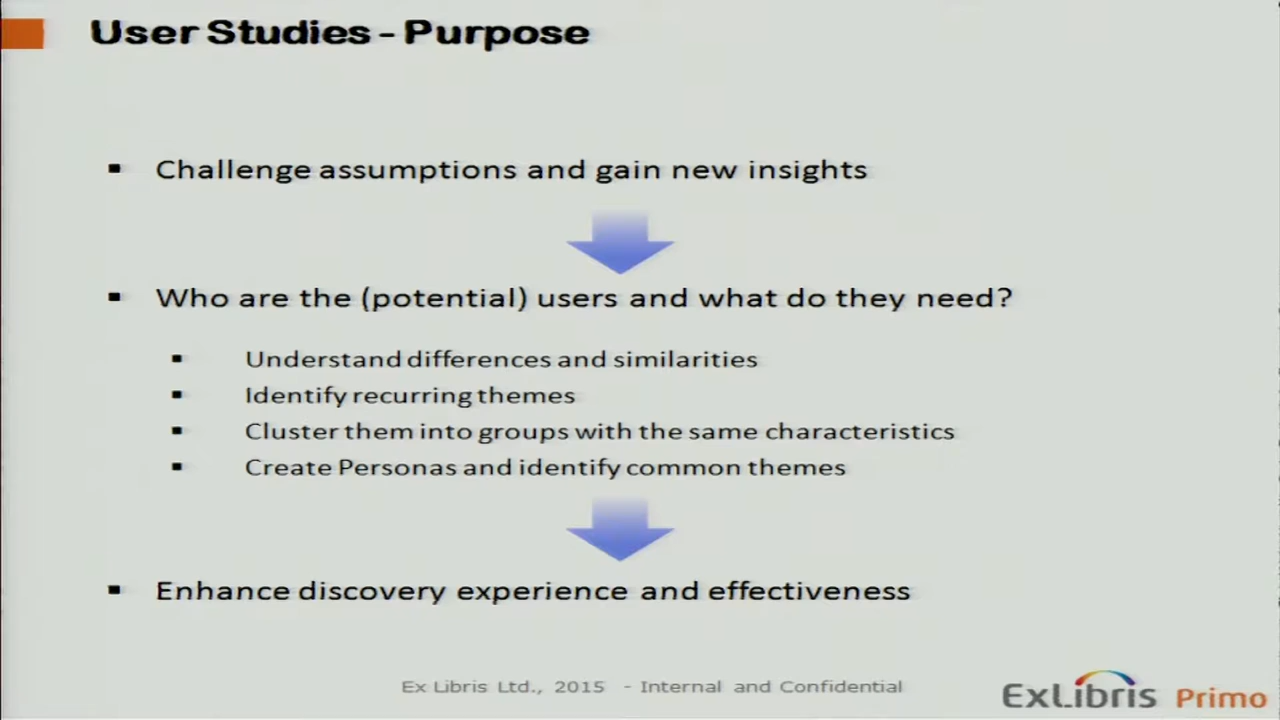 User Studies - Purpose
▪ Challenge assumptions and gain new insights
▪ Who are the (potential) users and what do they need?
▪ Understand differences and similarities
▪ Identify recurring themes
▪ Cluster them into groups with the same characteristics
▪ Create Personas and identify common themes
▪ Enhance discovery experience and effectiveness
Ex Libris Ltd., 2015 - Internal and Confidential
ExLibris Primo